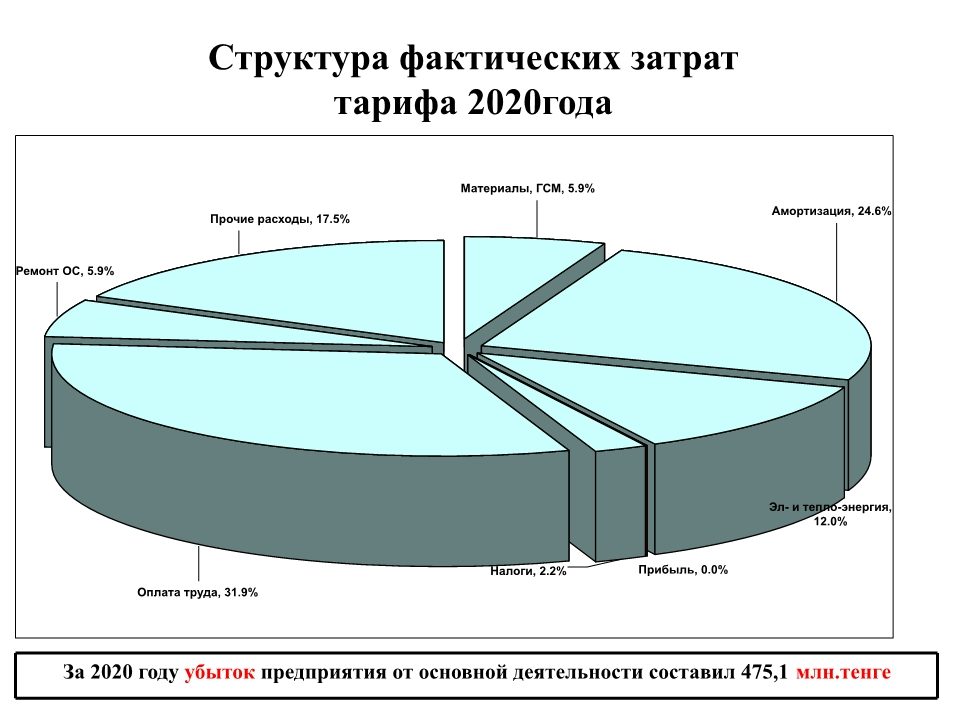 Структура фактических затрат
тарифа 2020года
Материалы, ГСМ, 5.9%
Амортизация, 24.6%
Прочие расходы, 17.5%
Ремонт ОС, 5.9%
Эл- и тепло-энергия,
12.0%
Налоги, 2.2%
Прибыль, 0.0%
Оплата труда, 31.9%
За 2020 году убыток предприятия от основной деятельности составил 475,1 млн.тенге